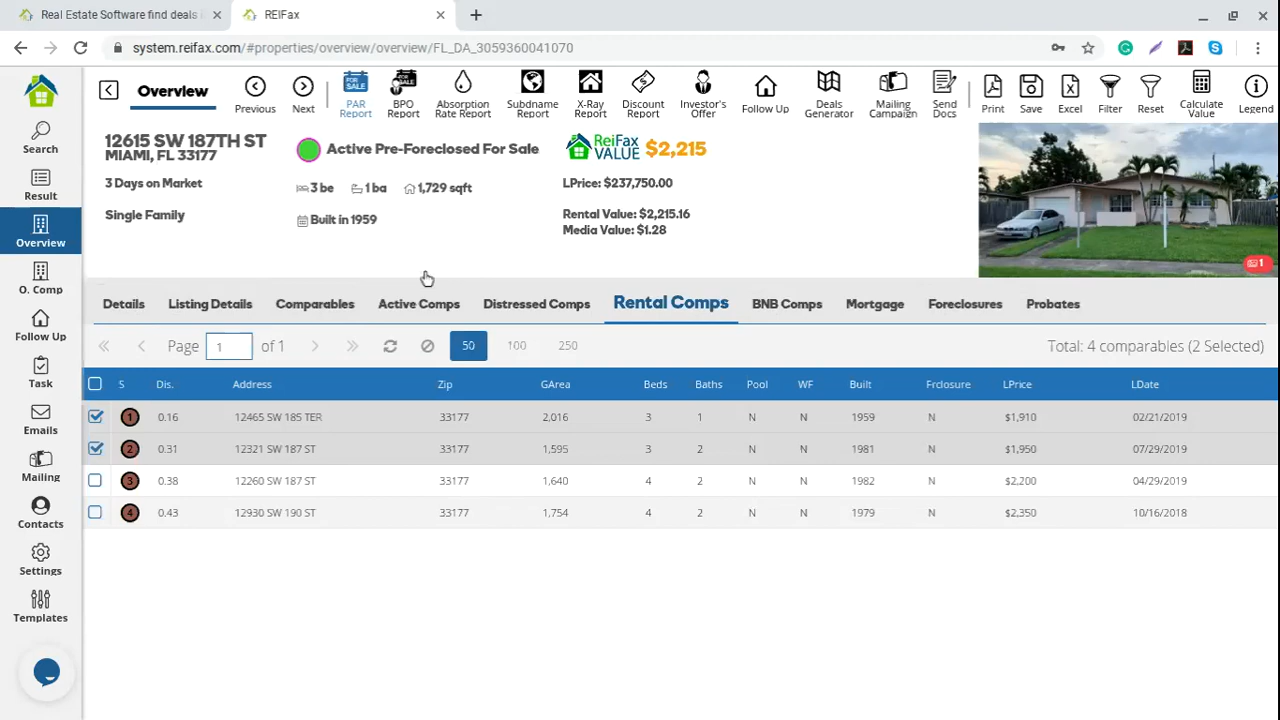 Real Estate Software find deals
REIFax
system.reifax.com/#properties/overview/overview/FL_DA_3059360041070
Overview
Previous
Next
PAR Report
BPO Report
Absorption Rate Report
Subdname Report
X-Ray Report
Discount Report
Investor's Offer
Follow Up
Deals Generator
Mailing Campaign
Send Docs
Print
Save
Excel
Filter
Reset
Calculate Value
Legend
Search
Result
Overview
O. Comp
Follow Up
Task
Emails
Mailing
Contacts
Settings
Templates
12615 SW 187TH ST
MIAMI, FL 33177
3 Days on Market
Single Family
Active Pre-Foreclosed For Sale
3 be 1 ba 1,729 sqft
Built in 1959
ReiFax VALUE $2,215
LPrice: $237,750.00
Rental Value: $2,215.16
Media Value: $1.28
1
Details Listing Details Comparables Active Comps Distressed Comps Rental Comps BNB Comps Mortgage Foreclosures Probates
Page 1 of 1 50 100 250 Total: 4 comparables (2 Selected)
S Dis. Address Zip GArea Beds Baths Pool WF Built Frclosure LPrice LDate
1 0.16 12465 SW 185 TER 33177 2,016 3 1 N N 1959 N $1,910 02/21/2019
2 0.31 12321 SW 187 ST 33177 1,595 3 2 N N 1981 N $1,950 07/29/2019
3 0.38 12260 SW 187 ST 33177 1,640 4 2 N N 1982 N $2,200 04/29/2019
4 0.43 12930 SW 190 ST 33177 1,754 4 2 N N 1979 N $2,350 10/16/2018